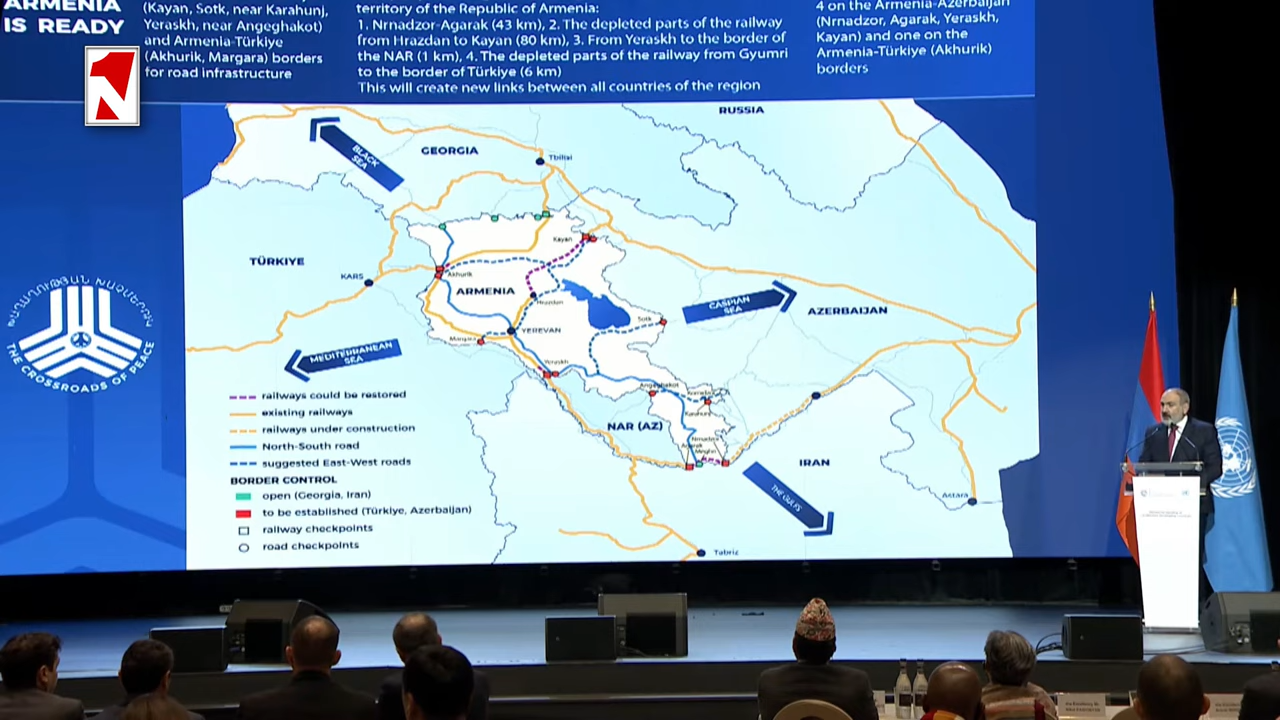 ARMENIA
IS READY
(Kayan, Sotk, near Karahunj,
Yeraskh, near Angeghakot)
and Armenia-Türkiye
(Akhurik, Margara) borders
for road infrastructure
territory of the Republic of Armenia:
1. Nrnadzor-Agarak (43 km), 2. The depleted parts of the railway
from Hrazdan to Kayan (80 km), 3. From Yeraskh to the border of
the NAR (1 km), 4. The depleted parts of the railway from Gyumri
to the border of Türkiye (6 km)
This will create new links between all countries of the region
4 on the Armenia-Azerbaijan
(Nrnadzor, Agarak, Yeraskh,
Kayan) and one on the
Armenia-Türkiye (Akhurik)
borders
N
RUSSIA
BLACK
SEA
GEORGIA
Tbilisi
Kayan
TÜRKIYE
KARS
Akhurik
ARMENIA
Hrazdan
CASPIAN
SEA
AZERBAIJAN
Sotk
YEREVAN
Margara
MEDITERRANEAN
SEA
Yeraskh
Angeghakot
Karahunj
NAR (AZ)
Nrnadzor
Agarak
Meghri
IRAN
THE GULFS
Astara
Tabriz
railways could be restored
existing railways
railways under construction
North-South road
suggested East-West roads
BORDER CONTROL
open (Georgia, Iran)
to be established (Türkiye, Azerbaijan)
railway checkpoints
road checkpoints
ԽԱՂԱՂՈՒԹՅԱՆ ԽԱՉՄԵՐՈՒԿ
THE CROSSROADS OF PEACE